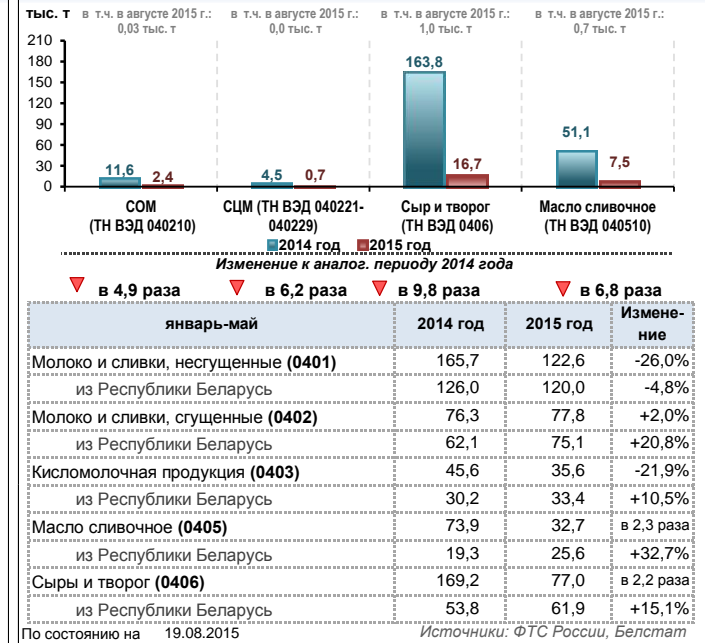 тыс. т
в т.ч. в августе 2015 г.: в т.ч. в августе 2015 г.: в т.ч. в августе 2015 г.: в т.ч. в августе 2015 г.:
0,03 тыс. т 0,0 тыс. т 1,0 тыс. т 0,7 тыс. т
210
180
150
120
90
60
30
0
11,6 2,4 4,5 0,7 163,8 16,7 51,1 7,5
СОМ СЦМ (ТН ВЭД 040221- Сыр и творог Масло сливочное
(ТН ВЭД 040210) 040229) (ТН ВЭД 0406) (ТН ВЭД 040510)
2014 год 2015 год
Изменение к аналог. периоду 2014 года
в 4,9 раза в 6,2 раза в 9,8 раза в 6,8 раза
январь-май 2014 год 2015 год Измене-
ние
Молоко и сливки, несгущенные (0401) 165,7 122,6 -26,0%
из Республики Беларусь 126,0 120,0 -4,8%
Молоко и сливки, сгущенные (0402) 76,3 77,8 +2,0%
из Республики Беларусь 62,1 75,1 +20,8%
Кисломолочная продукция (0403) 45,6 35,6 -21,9%
из Республики Беларусь 30,2 33,4 +10,5%
Масло сливочное (0405) 73,9 32,7 в 2,3 раза
из Республики Беларусь 19,3 25,6 +32,7%
Сыры и творог (0406) 169,2 77,0 в 2,2 раза
из Республики Беларусь 53,8 61,9 +15,1%
По состоянию на 19.08.2015 Источники: ФТС России, Белстат